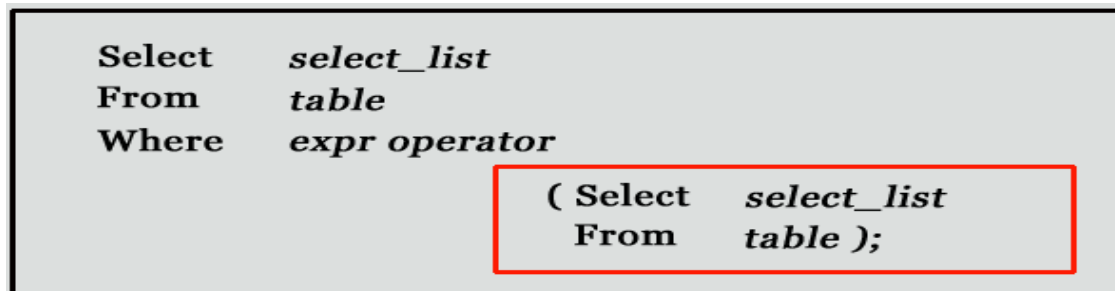 Select select_list
From table
Where expr operator
( Select select_list
From table );